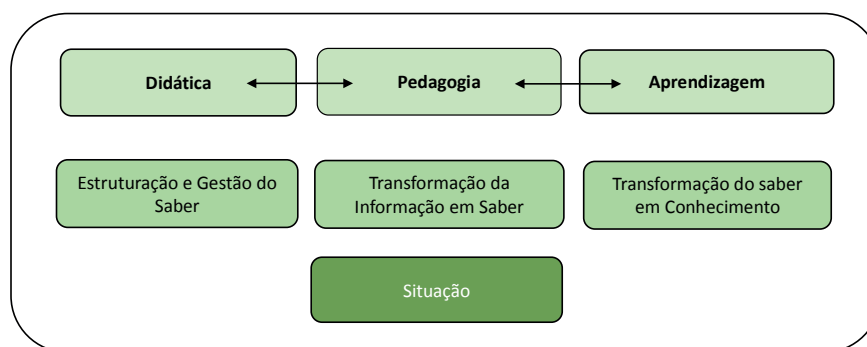 Didática
Pedagogia
Aprendizagem
Estruturação e Gestão do
Saber
Transformação da
Informação em Saber
Transformação do saber
em Conhecimento
Situação